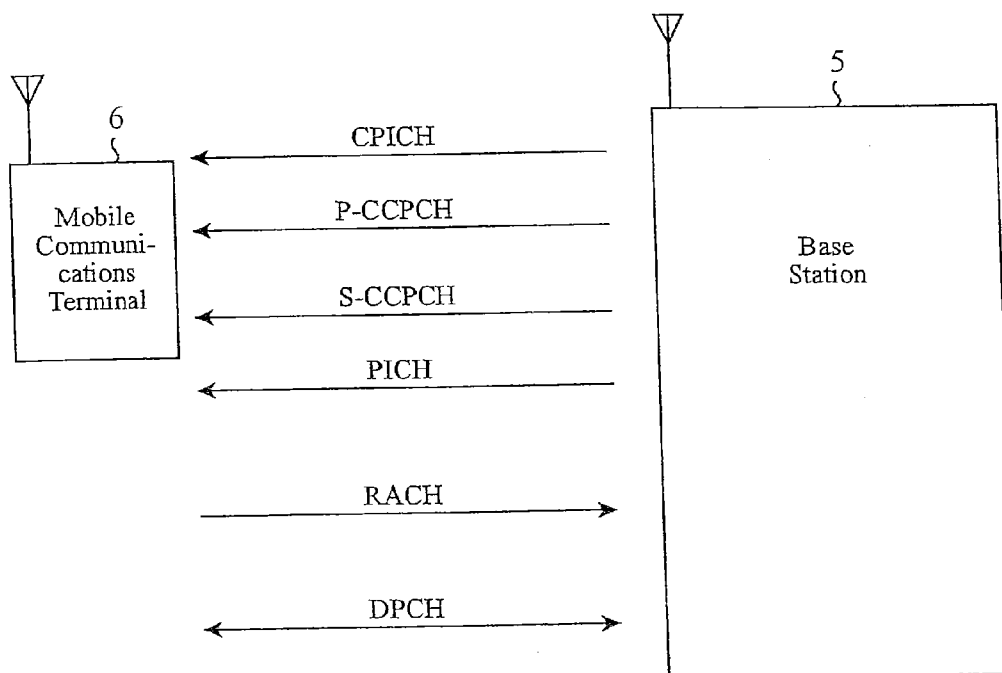 5
6
CPICH
P-CCPCH
Mobile
Communi-
cations
Terminal
Base
Station
S-CCPCH
PICH
RACH
DPCH